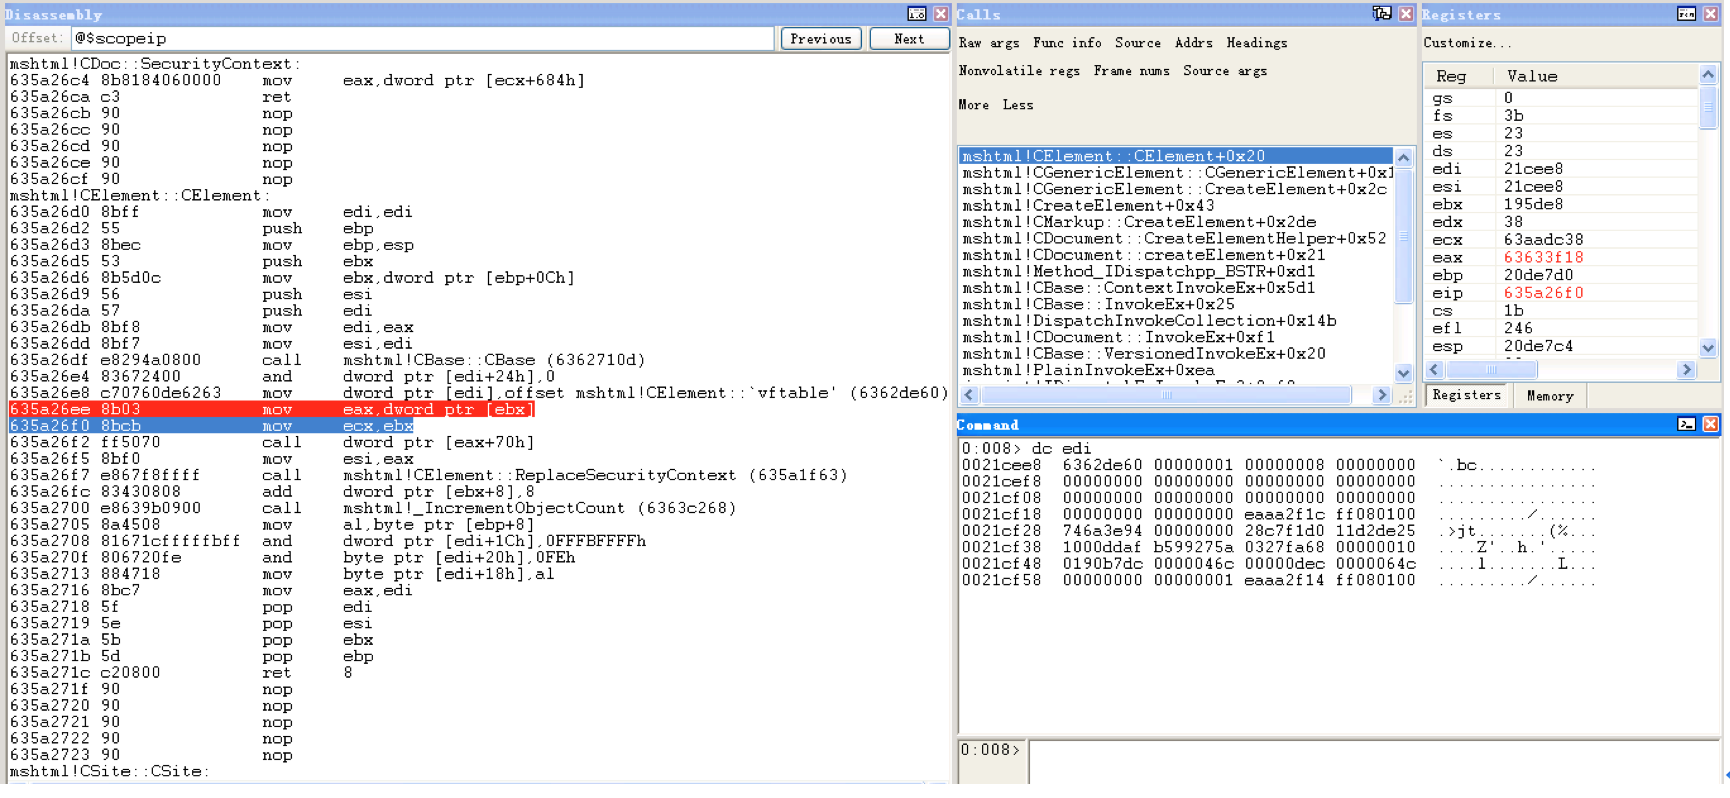 Disassembly
Offset: @$scopeip Previous Next
mshtml!CDoc::SecurityContext:
635a26c4 8b8184060000 mov eax,dword ptr [ecx+684h]
635a26ca c3 ret
635a26cb 90 nop
635a26cc 90 nop
635a26cd 90 nop
635a26ce 90 nop
635a26cf 90 nop
mshtml!CElement::CElement:
635a26d0 8bff mov edi,edi
635a26d2 55 push ebp
635a26d3 8bec mov ebp,esp
635a26d5 53 push ebx
635a26d6 8b5d0c mov ebx,dword ptr [ebp+0Ch]
635a26d9 56 push esi
635a26da 57 push edi
635a26db 8bf8 mov edi,eax
635a26dd 8bf7 mov esi,edi
635a26df e8294a0800 call mshtml!CBase::CBase (6362710d)
635a26e4 83672400 and dword ptr [edi+24h],0
635a26e8 c70760de6263 mov dword ptr [edi],offset mshtml!CElement::`vftable' (6362de60)
635a26ee 8b03 mov eax,dword ptr [ebx]
635a26f0 8bcb mov ecx,ebx
635a26f2 ff5070 call dword ptr [eax+70h]
635a26f5 8bf0 mov esi,eax
635a26f7 e867f8ffff call mshtml!CElement::ReplaceSecurityContext (635a1f63)
635a26fc 83430808 add dword ptr [ebx+8],8
635a2700 e8639b0900 call mshtml!_IncrementObjectCount (6363c268)
635a2705 8a4508 mov al,byte ptr [ebp+8]
635a2708 81671cfffffbff and dword ptr [edi+1Ch],0FFFBFFFFh
635a270f 806720fe and byte ptr [edi+20h],0FEh
635a2713 884718 mov byte ptr [edi+18h],al
635a2716 8bc7 mov eax,edi
635a2718 5f pop edi
635a2719 5e pop esi
635a271a 5b pop ebx
635a271b 5d pop ebp
635a271c c20800 ret 8
635a271f 90 nop
635a2720 90 nop
635a2721 90 nop
635a2722 90 nop
635a2723 90 nop
mshtml!CSite::CSite:
Calls
Raw args Func info Source Addrs Headings
Nonvolatile regs Frame nums Source args
More Less
mshtml!CElement::CElement+0x20
mshtml!CGenericElement::CGenericElement+0x1
mshtml!CGenericElement::CreateElement+0x2c
mshtml!CreateElement+0x43
mshtml!CMarkup::CreateElement+0x2de
mshtml!CDocument::CreateElementHelper+0x52
mshtml!CDocument::createElement+0x21
mshtml!Method_IDispatchpp_BSTR+0xd1
mshtml!CBase::ContextInvokeEx+0x5d1
mshtml!CBase::InvokeEx+0x25
mshtml!DispatchInvokeCollection+0x14b
mshtml!CDocument::InvokeEx+0xf1
mshtml!CBase::VersionedInvokeEx+0x20
mshtml!PlainInvokeEx+0xea
Registers
Customize...
Reg Value
gs 0
fs 3b
es 23
ds 23
edi 21cee8
esi 21cee8
ebx 195de8
edx 38
ecx 63aadc38
eax 63633f18
ebp 20de7d0
eip 635a26f0
cs 1b
efl 246
esp 20de7c4
Registers Memory
Command
0:008> dc edi
0021cee8 6362de60 00000001 00000008 00000000 `.bc............
0021cef8 00000000 00000000 00000000 00000000 ................
0021cf08 00000000 00000000 00000000 00000000 ................
0021cf18 00000000 00000000 eaaa2f1c ff080100 ........./......
0021cf28 746a3e94 00000000 28c7f1d0 11d2de25 .>jt.......(%...
0021cf38 1000ddaf b599275a 0327fa68 00000010 ....Z'..h.'.....
0021cf48 0190b7dc 0000046c 00000dec 0000064c ....l.......L...
0021cf58 00000000 00000001 eaaa2f14 ff080100 ........./......
0:008>